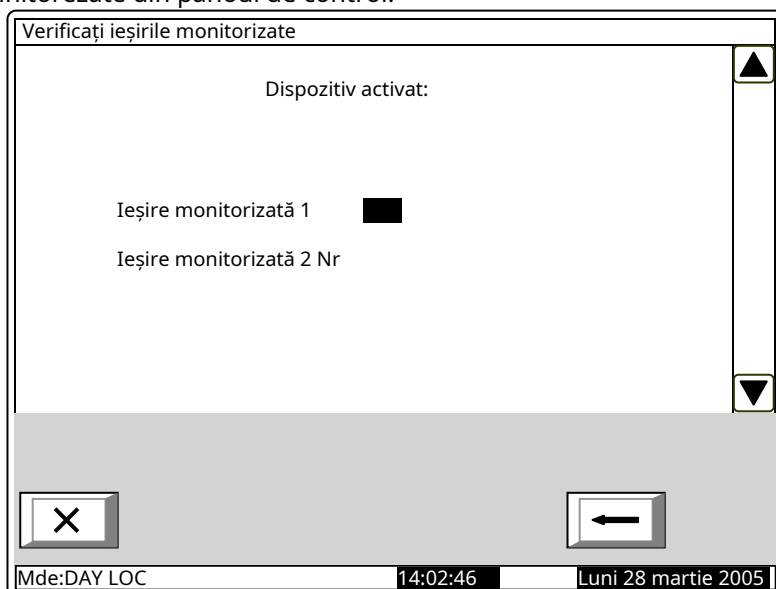 Verificați ieșirile monitorizate
Dispozitiv activat:
Ieșire monitorizată 1
Ieșire monitorizată 2 Nr
Mde:DAY LOC 14:02:46 Luni 28 martie 2005